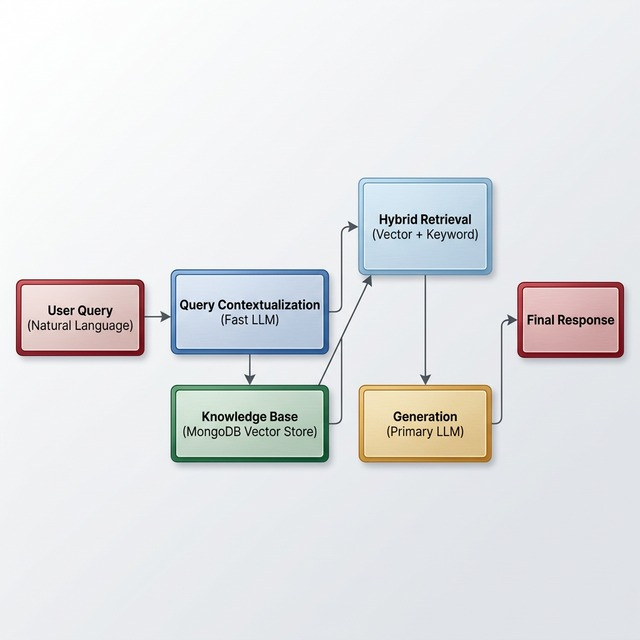 User Query
(Natural Language)
Query Contextualization
(Fast LLM)
Hybrid Retrieval
(Vector + Keyword)
Knowledge Base
(MongoDB Vector Store)
Generation
(Primary LLM)
Final Response